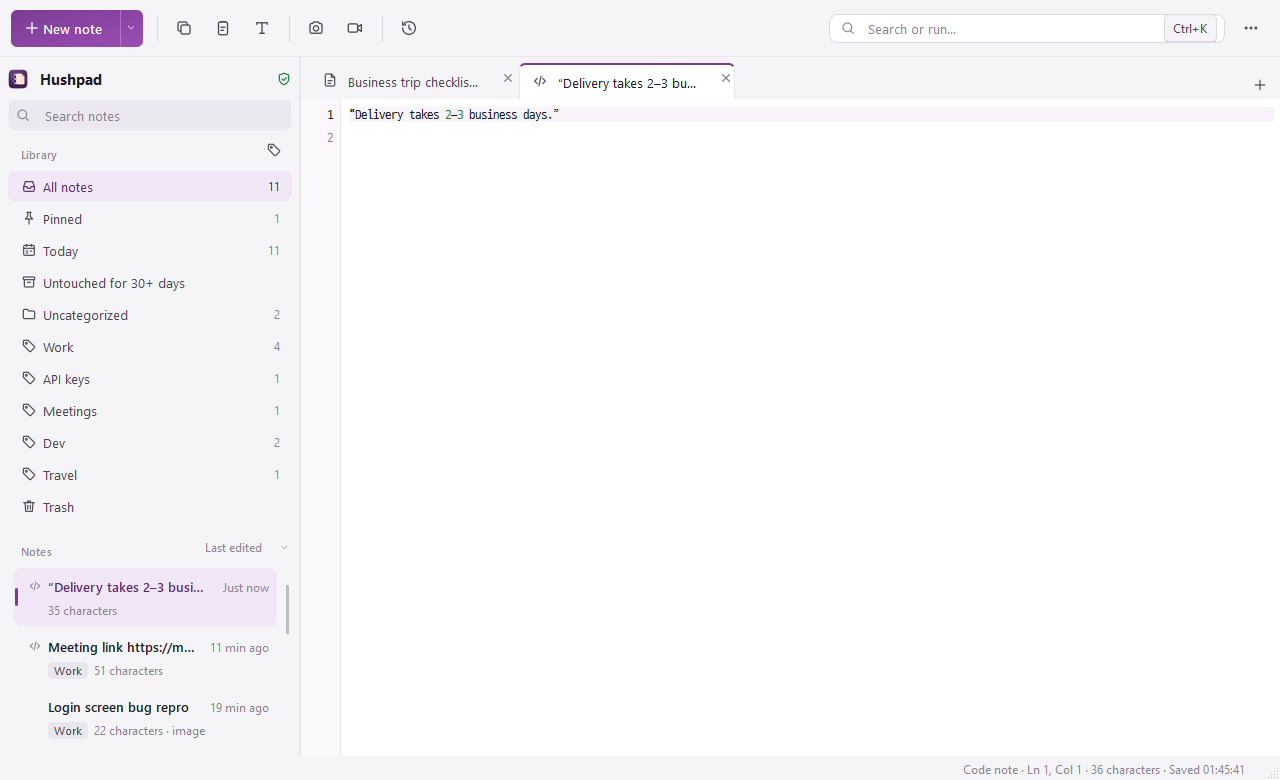 New note
Search or run...
Ctrl+K
Hushpad
Search notes
Library
All notes 11
Pinned 1
Today 11
Untouched for 30+ days
Uncategorized 2
Work 4
API keys 1
Meetings 1
Dev 2
Travel 1
Trash
Notes
Last edited
“Delivery takes 2–3 busi... Just now
35 characters
Meeting link https://m... 11 min ago
Work 51 characters
Login screen bug repro 19 min ago
Work 22 characters · image
Business trip checklis...
“Delivery takes 2–3 bu...
1 “Delivery takes 2–3 business days.”
2
Code note · Ln 1, Col 1 · 36 characters · Saved 01:45:41